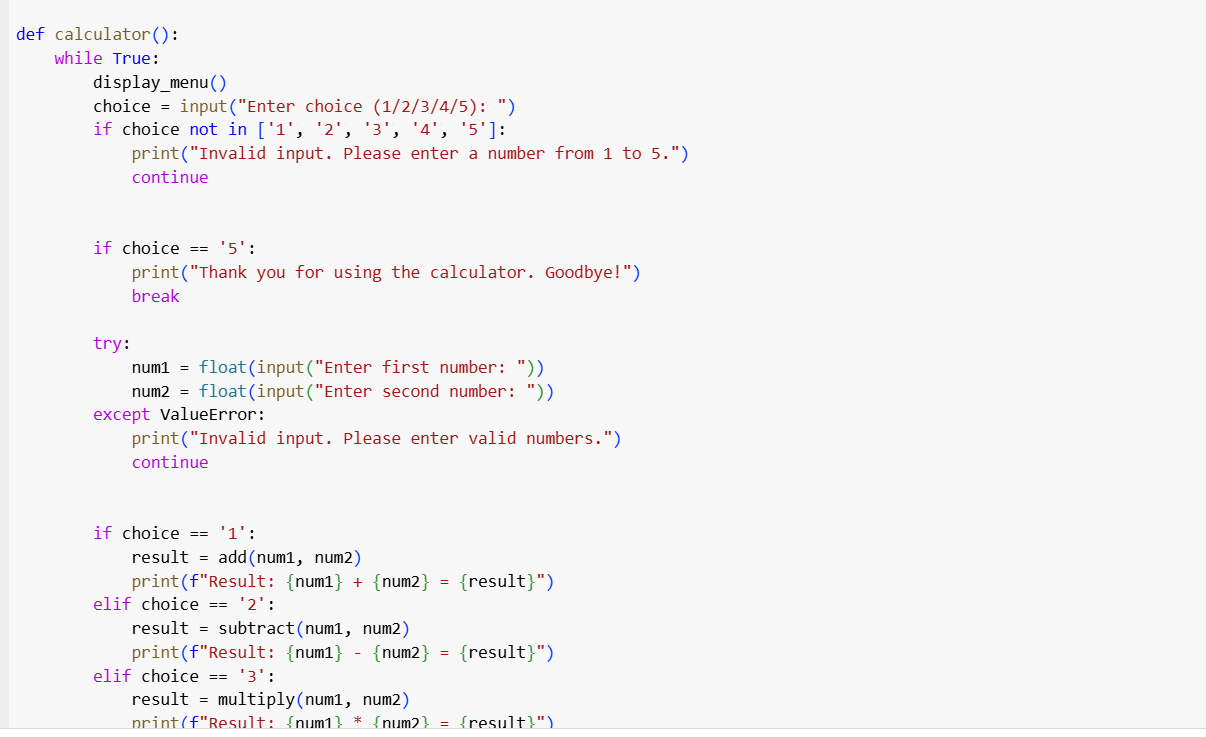 def calculator():
    while True:
        display_menu()
        choice = input("Enter choice (1/2/3/4/5): ")
        if choice not in ['1', '2', '3', '4', '5']:
            print("Invalid input. Please enter a number from 1 to 5.")
            continue
        if choice == '5':
            print("Thank you for using the calculator. Goodbye!")
            break
        try:
            num1 = float(input("Enter first number: "))
            num2 = float(input("Enter second number: "))
        except ValueError:
            print("Invalid input. Please enter valid numbers.")
            continue
        if choice == '1':
            result = add(num1, num2)
            print(f"Result: {num1} + {num2} = {result}")
        elif choice == '2':
            result = subtract(num1, num2)
            print(f"Result: {num1} - {num2} = {result}")
        elif choice == '3':
            result = multiply(num1, num2)
            print(f"Result: {num1} * {num2} = {result}")